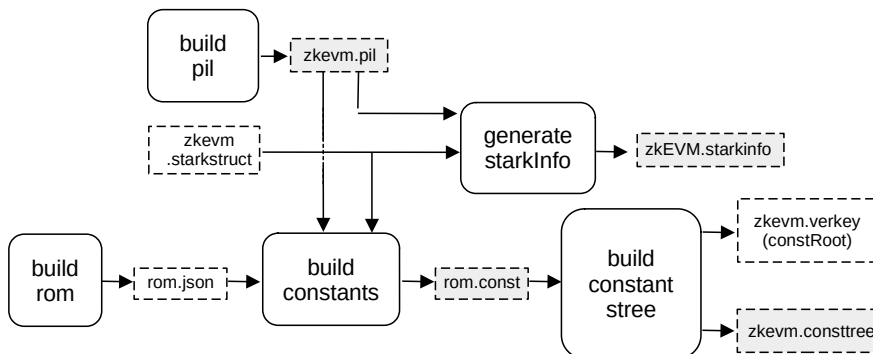 build
pil
zkevm.pil
zkevm
.starkstruct
generate
starkInfo
zkEVM.starkinfo
build
rom
rom.json
build
constants
rom.const
build
constant
stree
zkevm.verkey
(constRoot)
zkevm.consttree